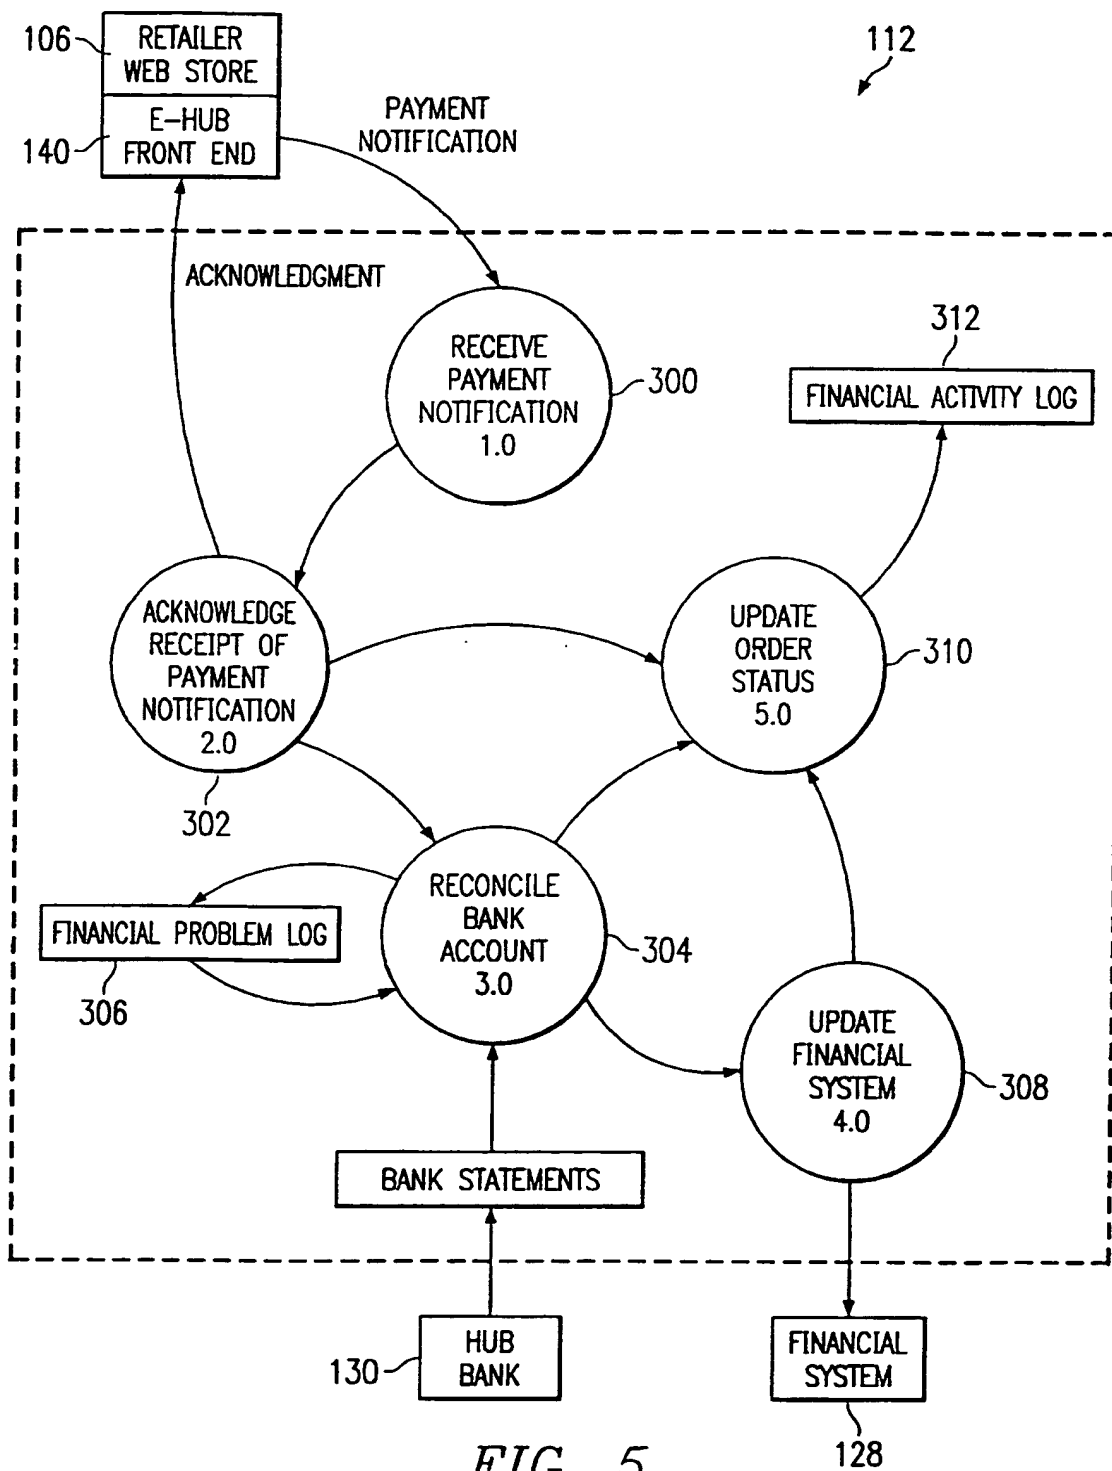 106
RETAILER
WEB STORE
112
140
E-HUB
FRONT END
PAYMENT
NOTIFICATION
ACKNOWLEDGMENT
RECEIVE
PAYMENT
NOTIFICATION
1.0
300
312
FINANCIAL ACTIVITY LOG
ACKNOWLEDGE
RECEIPT OF
PAYMENT
NOTIFICATION
2.0
302
UPDATE
ORDER
STATUS
5.0
310
RECONCILE
BANK
ACCOUNT
3.0
304
FINANCIAL PROBLEM LOG
306
UPDATE
FINANCIAL
SYSTEM
4.0
308
BANK STATEMENTS
130
HUB
BANK
FINANCIAL
SYSTEM
128
FIG. 5